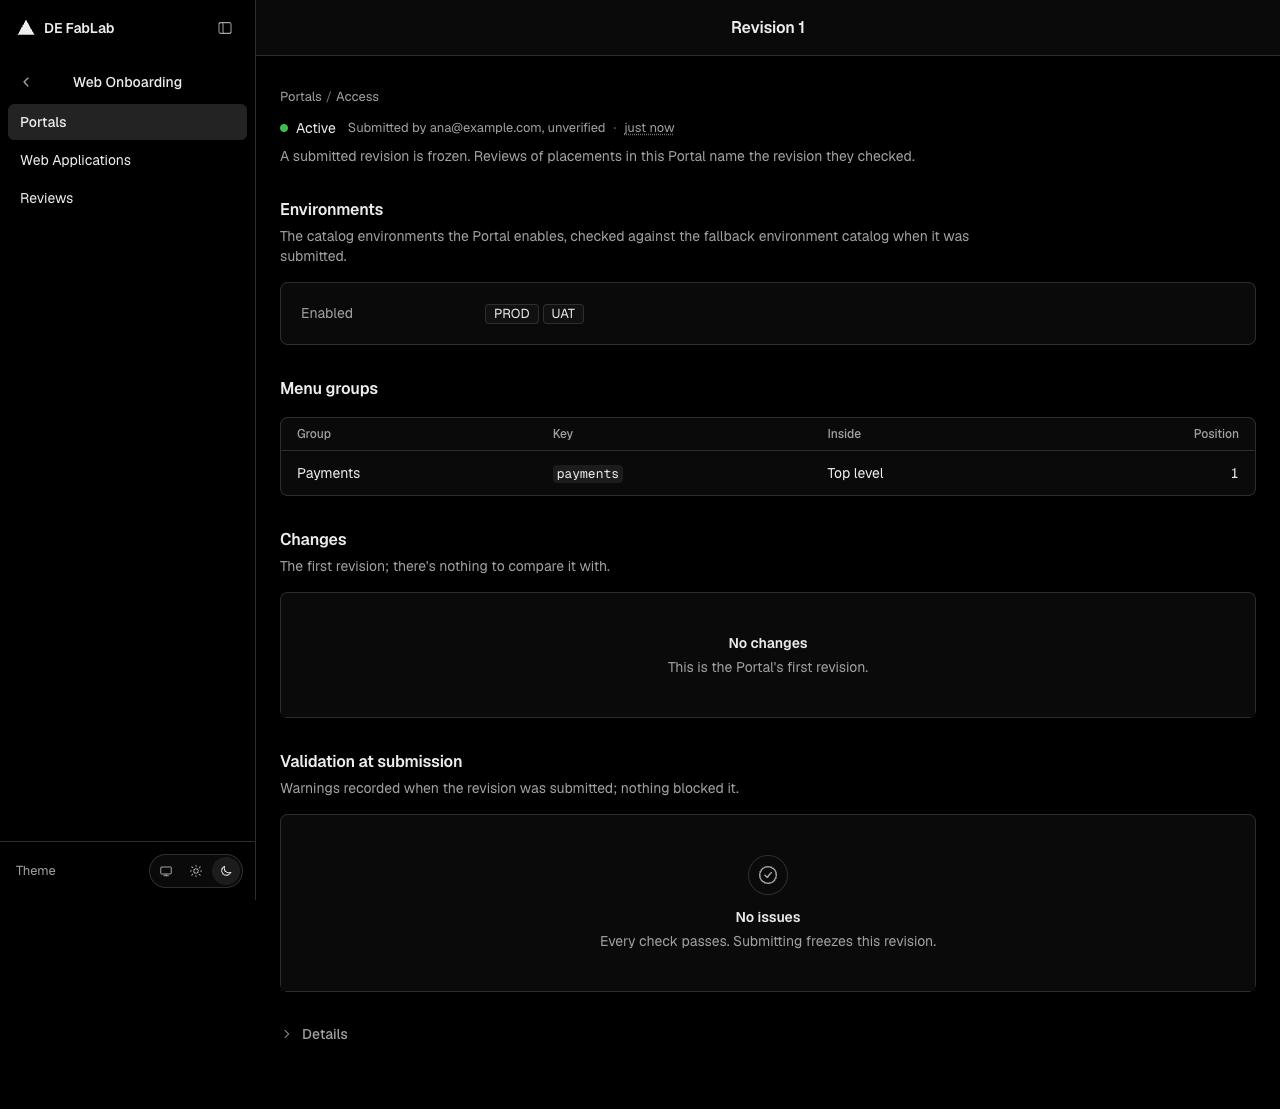 DE FabLab
Web Onboarding
Portals
Web Applications
Reviews
Theme
Revision 1
Portals / Access
Active Submitted by ana@example.com, unverified · just now
A submitted revision is frozen. Reviews of placements in this Portal name the revision they checked.
Environments
The catalog environments the Portal enables, checked against the fallback environment catalog when it was
submitted.
Enabled PROD UAT
Menu groups
Group Key Inside Position
Payments payments Top level 1
Changes
The first revision; there's nothing to compare it with.
No changes
This is the Portal's first revision.
Validation at submission
Warnings recorded when the revision was submitted; nothing blocked it.
No issues
Every check passes. Submitting freezes this revision.
Details